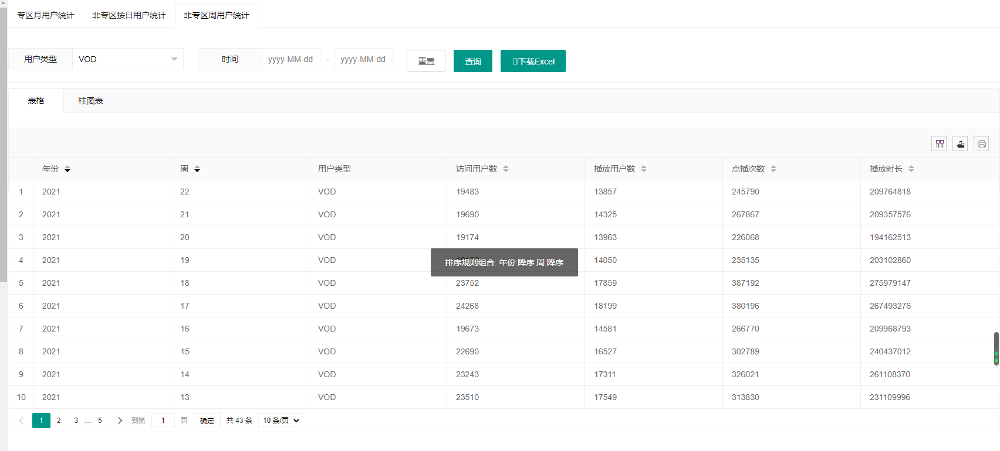 专区月用户统计 非专区按日用户统计 非专区周用户统计
用户类型 VOD 时间 yyyy-MM-dd - yyyy-MM-dd 重置 查询 下载Excel
表格 柱图表
年份 周 用户类型 访问用户数 播放用户数 点播次数 播放时长
1 2021 22 VOD 19483 13857 245790 209764818
2 2021 21 VOD 19690 14325 267867 209357576
3 2021 20 VOD 19174 13963 226068 194162513
4 2021 19 VOD 14050 235135 203102860
排序规则组合: 年份:降序 周:降序
5 2021 18 VOD 23752 17859 387192 275979147
6 2021 17 VOD 24268 18199 380196 267493276
7 2021 16 VOD 19673 14581 266770 209968793
8 2021 15 VOD 22690 16527 302789 240437012
9 2021 14 VOD 23243 17311 326021 261108370
10 2021 13 VOD 23510 17549 313830 231109996
1 2 3 … 5 到第 1 页 确定 共 43 条 10 条/页